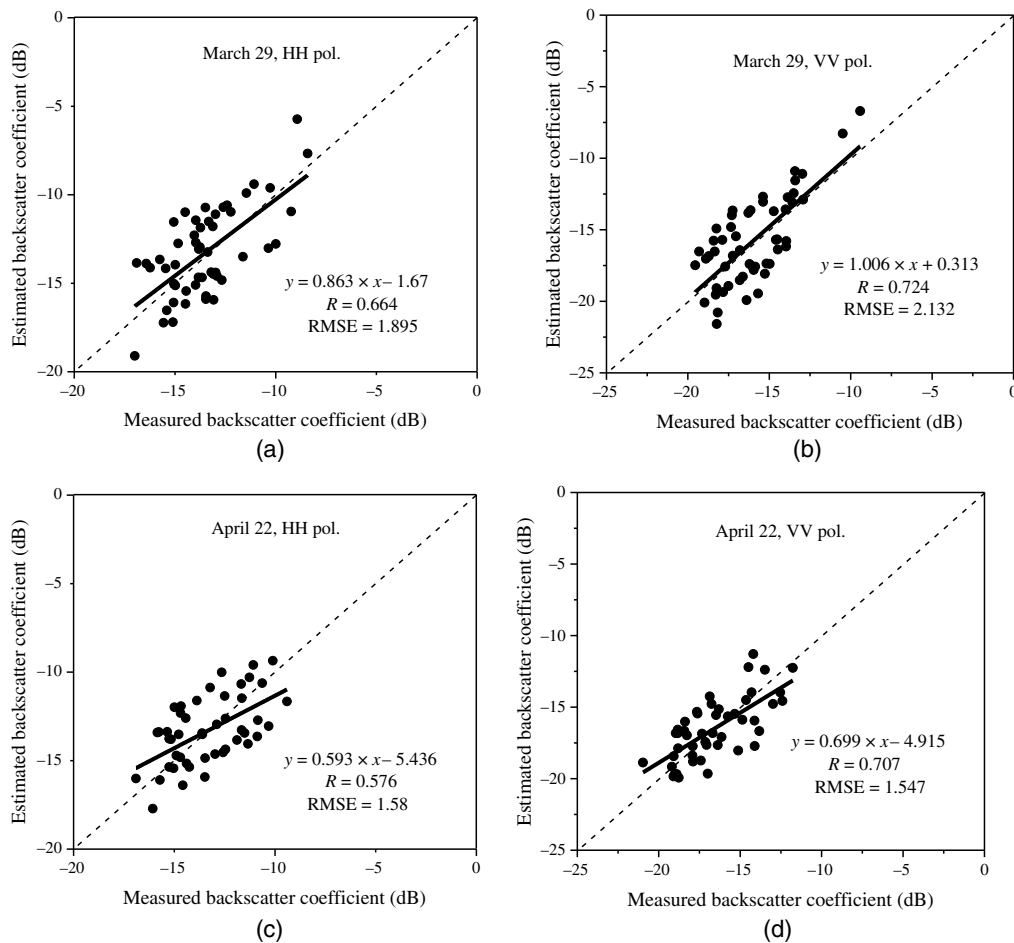 March 29, HH pol.
Estimated backscatter coefficient (dB)
0
−5
−10
−15
−20
y = 0.863 × x − 1.67
R = 0.664
RMSE = 1.895
−20 −15 −10 −5 0
Measured backscatter coefficient (dB)
(a)
March 29, VV pol.
Estimated backscatter coefficient (dB)
0
−5
−10
−15
−20
−25
y = 1.006 × x + 0.313
R = 0.724
RMSE = 2.132
−25 −20 −15 −10 −5 0
Measured backscatter coefficient (dB)
(b)
April 22, HH pol.
Estimated backscatter coefficient (dB)
0
−5
−10
−15
−20
y = 0.593 × x − 5.436
R = 0.576
RMSE = 1.58
−20 −15 −10 −5 0
Measured backscatter coefficient (dB)
(c)
April 22, VV pol.
Estimated backscatter coefficient (dB)
0
−5
−10
−15
−20
−25
y = 0.699 × x − 4.915
R = 0.707
RMSE = 1.547
−25 −20 −15 −10 −5 0
Measured backscatter coefficient (dB)
(d)